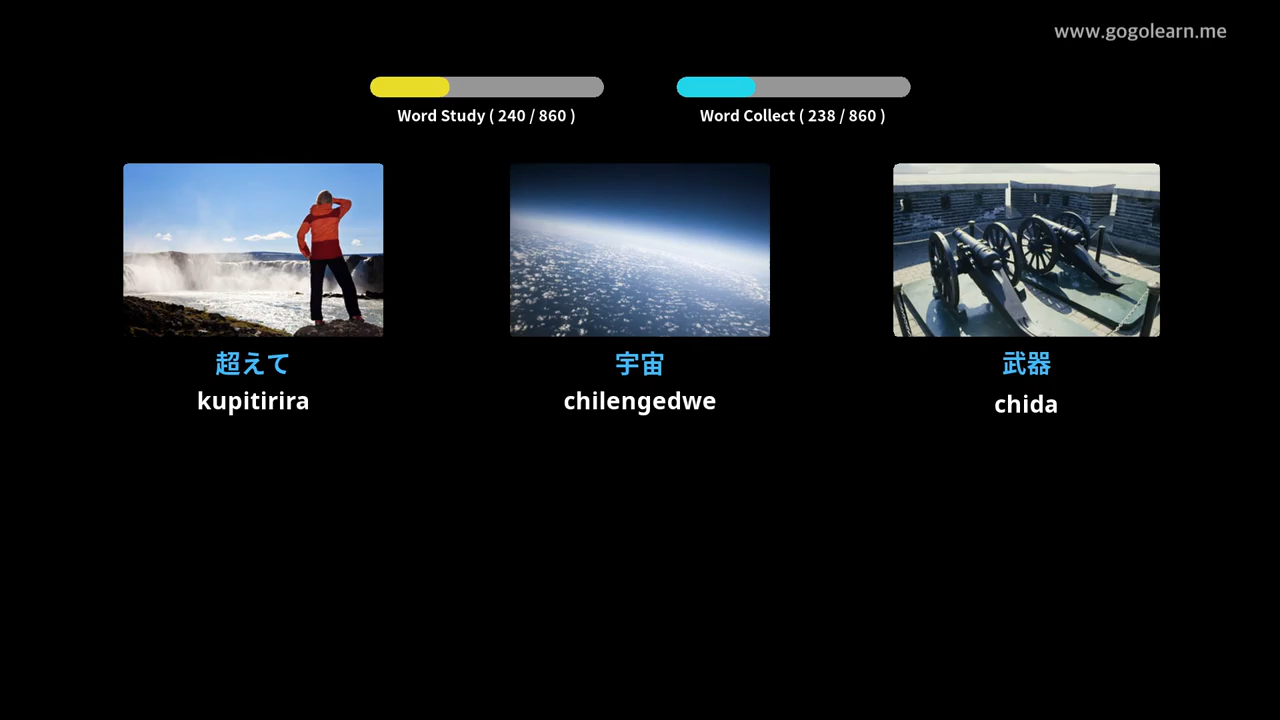 www.gogolearn.me
Word Study ( 240 / 860 )
Word Collect ( 238 / 860 )
超えて
kupitirira
宇宙
chilengedwe
武器
chida